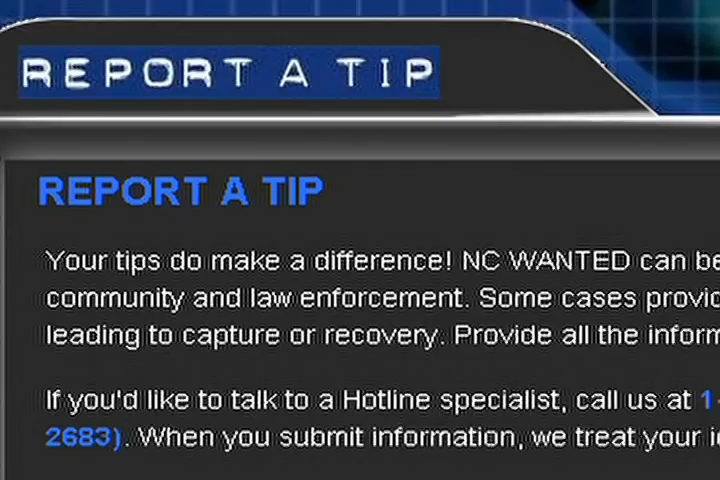 REPORT A TIP
REPORT A TIP
Your tips do make a difference! NC WANTED can be
community and law enforcement. Some cases
leading to capture or recovery. Provide all the
If you'd like to talk to a Hotline specialist, call us at 1-
2683). When you submit information, we treat your